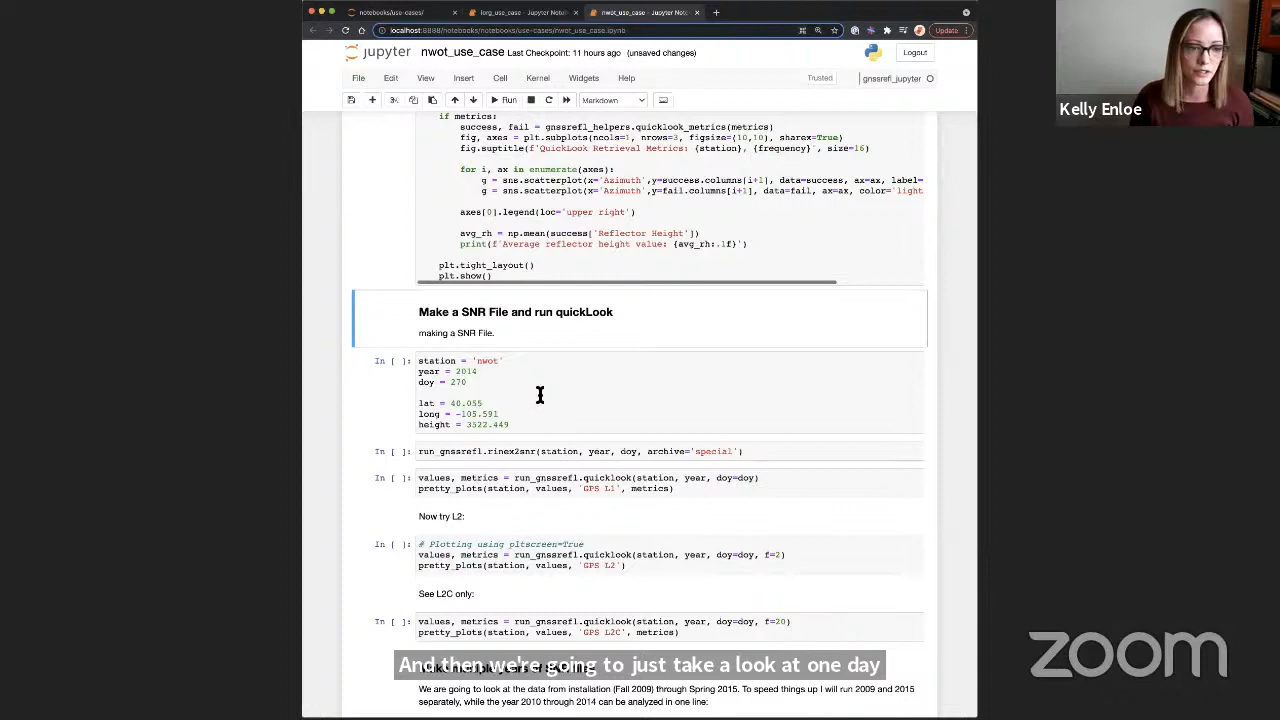 notebooks/use-cases/
lorg_use_case - Jupyter Noteb
nwot_use_case - Jupyter Note
localhost:8888/notebooks/notebooks/use-cases/nwot_use_case.ipynb
Update
jupyter nwot_use_case Last Checkpoint: 11 hours ago (unsaved changes)
Logout
File Edit View Insert Cell Kernel Widgets Help
Trusted
gnssrefl_jupyter
Run
Markdown
if metrics:
success, fail = gnssrefl_helpers.quicklook_metrics(metrics)
fig, axes = plt.subplots(ncols=1, nrows=3, figsize=(10,10), sharex=True)
fig.suptitle(f'QuickLook Retrieval Metrics: {station}, {frequency}', size=16)
for i, ax in enumerate(axes):
g = sns.scatterplot(x='Azimuth',y=success.columns[i+1], data=success, ax=ax, label=
g = sns.scatterplot(x='Azimuth',y=fail.columns[i+1], data=fail, ax=ax, color='light
axes[0].legend(loc='upper right')
avg_rh = np.mean(success['Reflector Height'])
print(f'Average reflector height value: {avg_rh:.1f}')
plt.tight_layout()
plt.show()
Make a SNR File and run quickLook
making a SNR File.
In [ ]: station = 'nwot'
year = 2014
doy = 270
lat = 40.055
long = -105.591
height = 3522.449
In [ ]: run_gnssrefl.rinex2snr(station, year, doy, archive='special')
In [ ]: values, metrics = run_gnssrefl.quicklook(station, year, doy=doy)
pretty_plots(station, values, 'GPS L1', metrics)
Now try L2:
In [ ]: # Plotting using pltscreen=True
values, metrics = run_gnssrefl.quicklook(station, year, doy=doy, f=2)
pretty_plots(station, values, 'GPS L2')
See L2C only:
In [ ]: values, metrics = run_gnssrefl.quicklook(station, year, doy=doy, f=20)
pretty_plots(station, values, 'GPS L2C', metrics)
And then we're going to just take a look at one day
We are going to look at the data from installation (Fall 2009) through Spring 2015. To speed things up I will run 2009 and 2015
separately, while the year 2010 through 2014 can be analyzed in one line:
Kelly Enloe
zoom